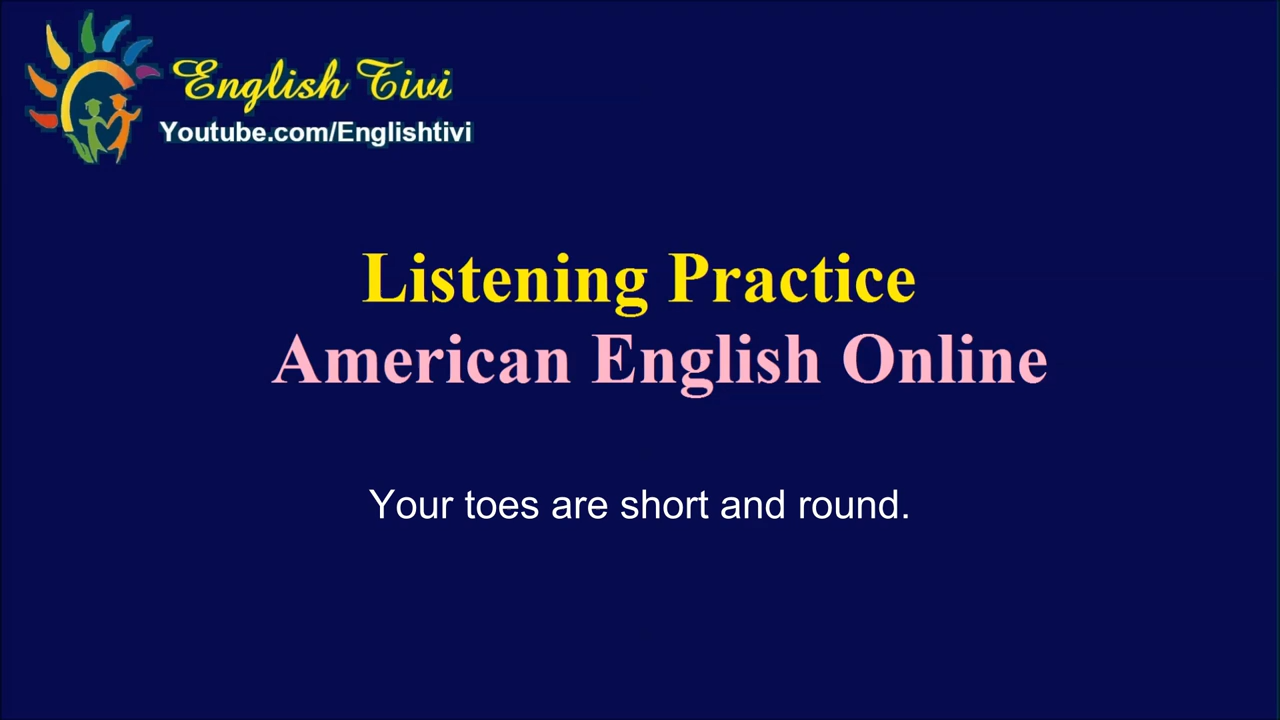 English Tivi
Youtube.com/Englishtivi
Listening Practice
American English Online
Your toes are short and round.